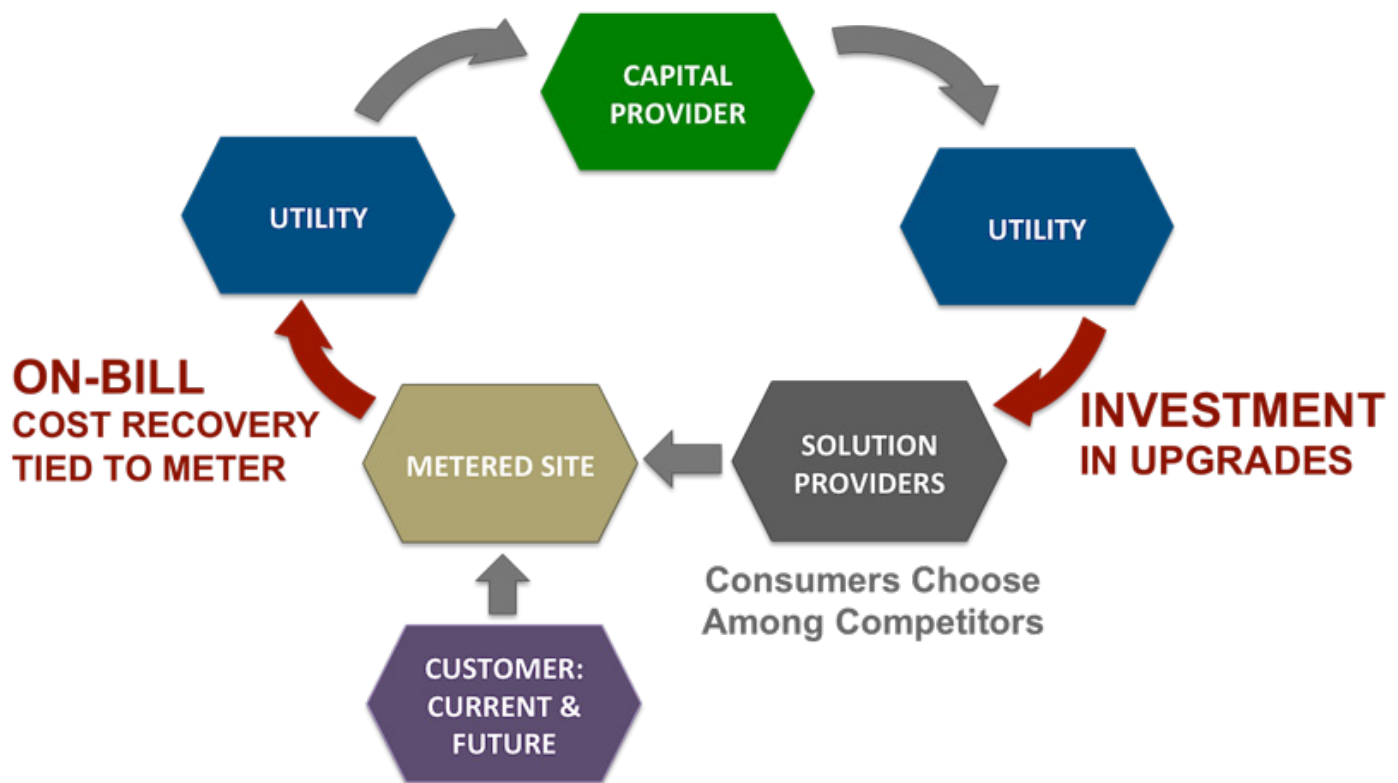 CAPITAL
PROVIDER
UTILITY
UTILITY
ON-BILL
COST RECOVERY
TIED TO METER
METERED SITE
SOLUTION
PROVIDERS
INVESTMENT
IN UPGRADES
Consumers Choose
Among Competitors
CUSTOMER:
CURRENT &
FUTURE